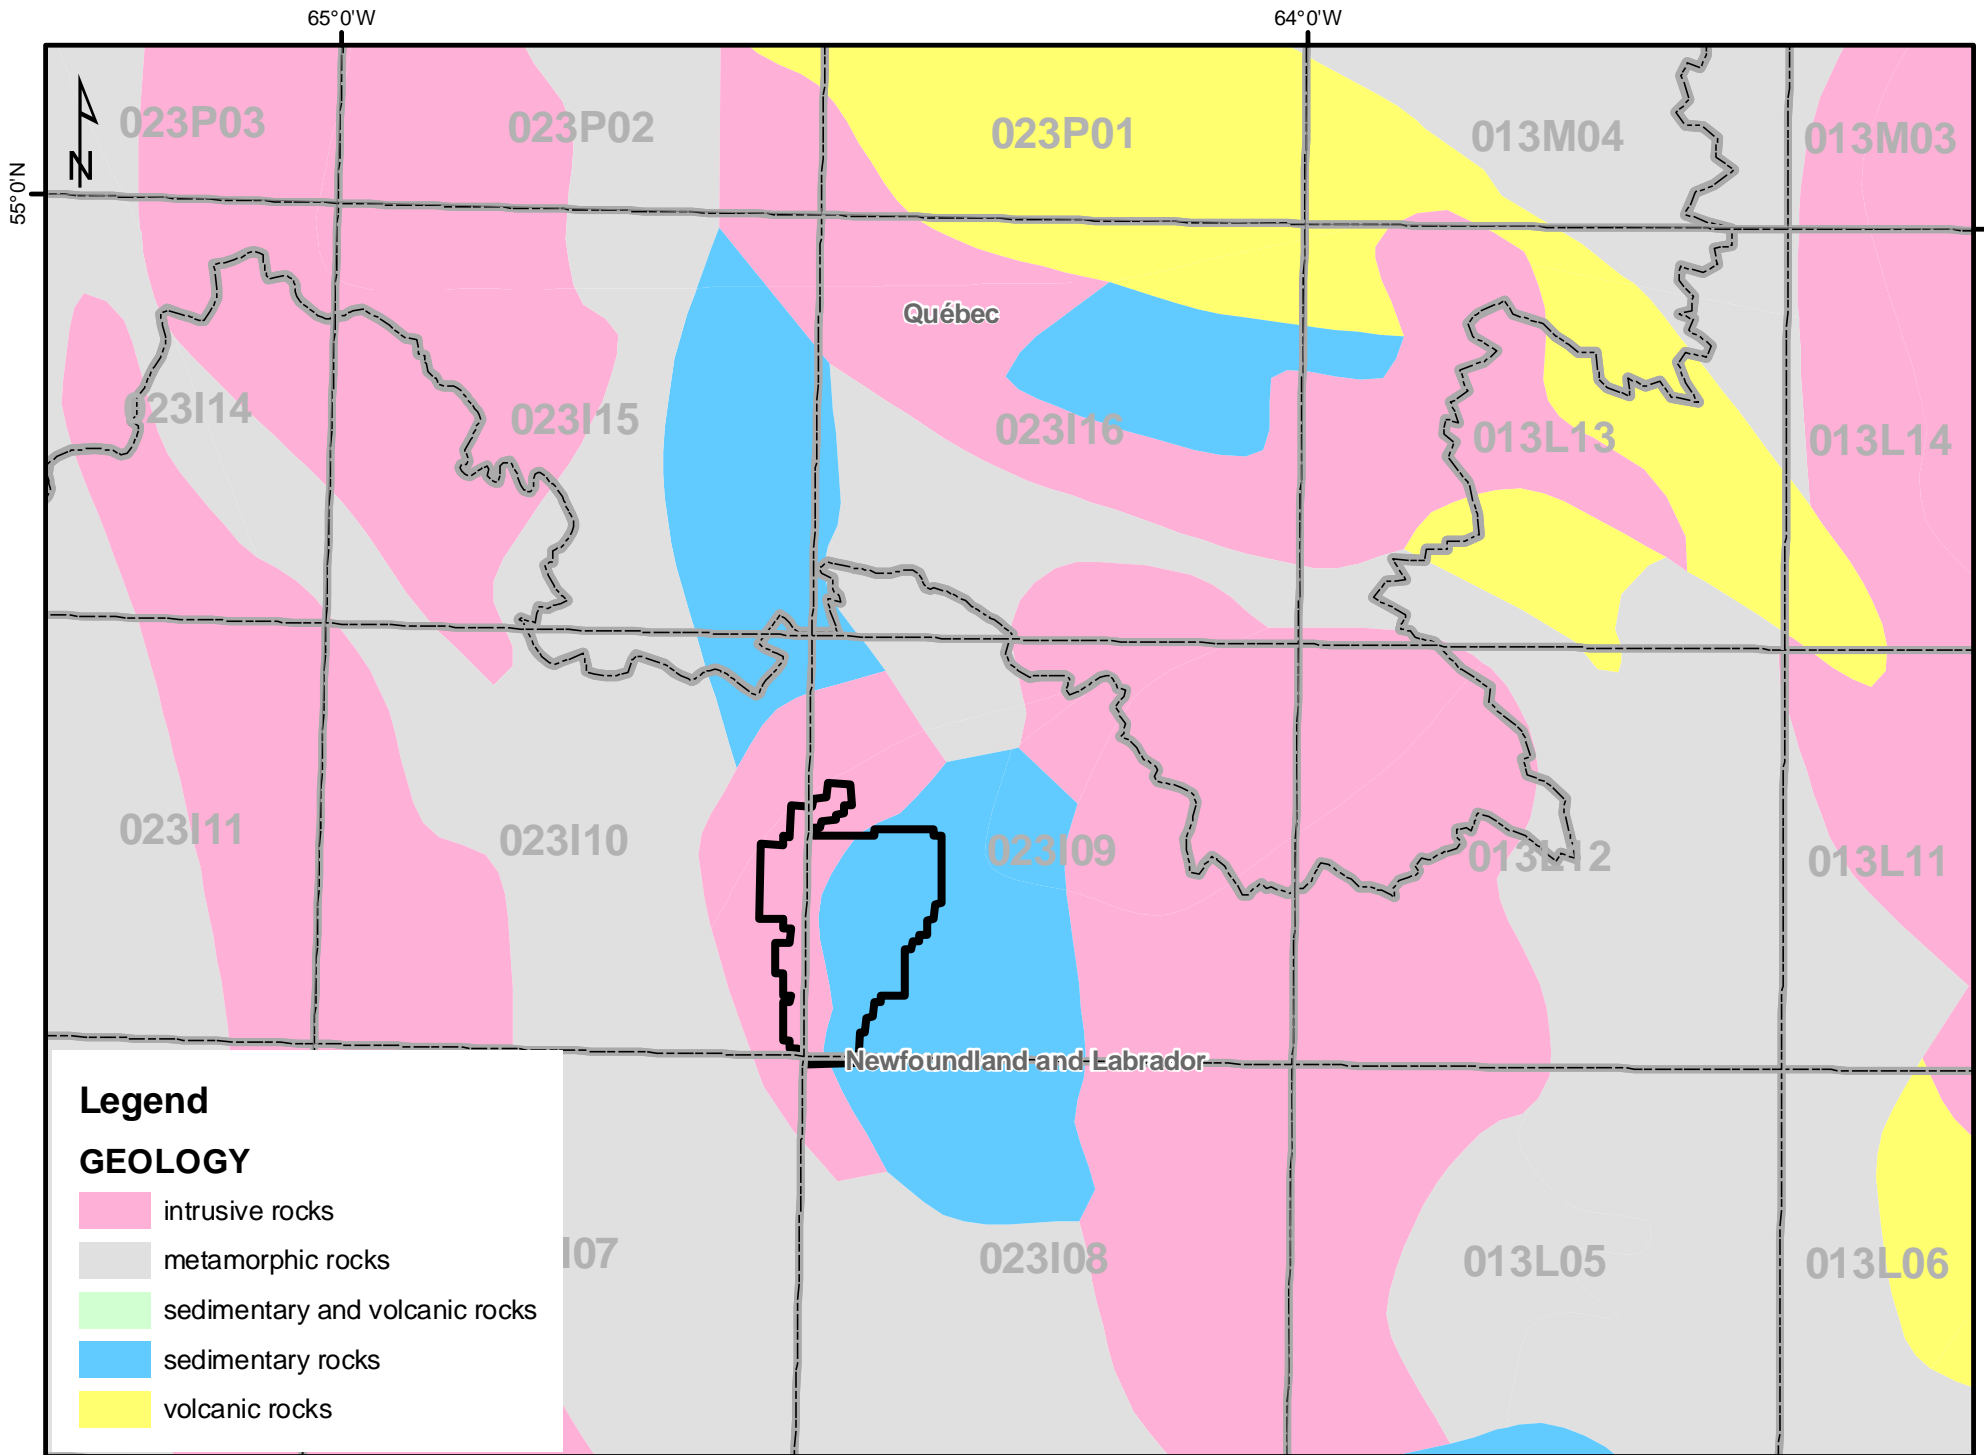 65°0'W
64°0'W
55°0'N
N
023P03
023P02
023P01
013M04
013M03
Québec
023I14
023I15
023I16
013L13
013L14
023I11
023I10
023I09
013L12
013L11
Newfoundland and Labrador
I07
023I08
013L05
013L06
Legend
GEOLOGY
intrusive rocks
metamorphic rocks
sedimentary and volcanic rocks
sedimentary rocks
volcanic rocks